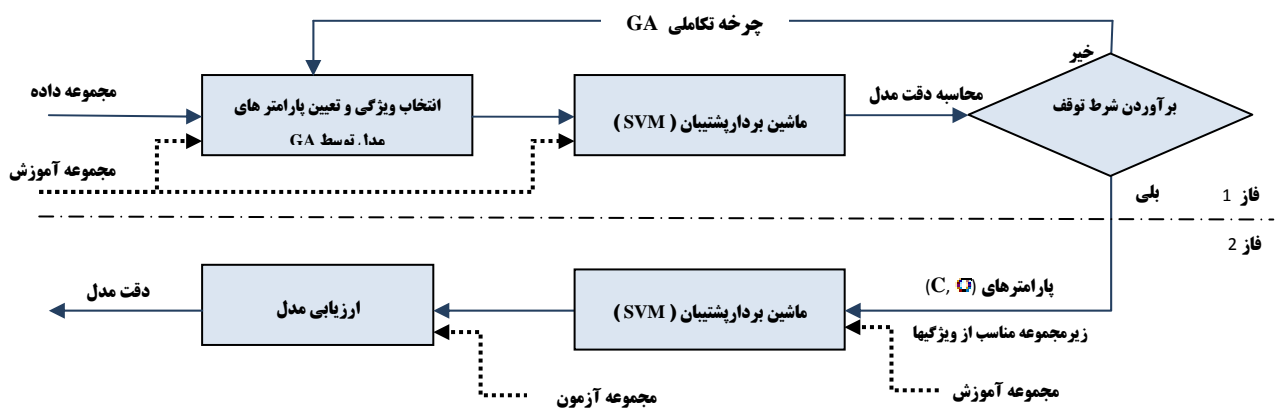 چرخه تکاملی GA
خیر
مجموعه داده
انتخاب ویژگی و تعیین پارامتر های
مدل توسط GA
ماشین بردارپشتیبان ( SVM )
محاسبه دقت مدل
برآوردن شرط توقف
مجموعه آموزش
بلی
فاز 1
فاز 2
پارامترهای (C, σ)
زیرمجموعه مناسب از ویژگیها
ماشین بردارپشتیبان ( SVM )
ارزیابی مدل
دقت مدل
مجموعه آموزش
مجموعه آزمون